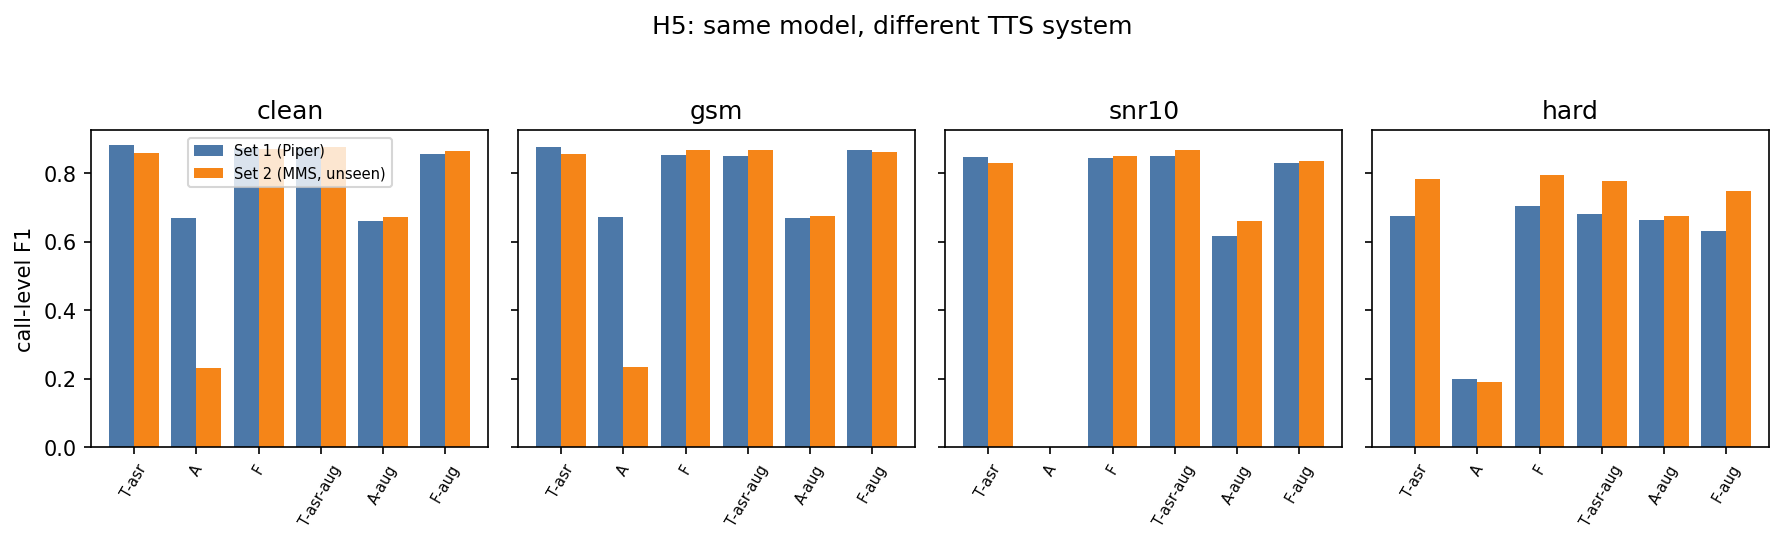 H5: same model, different TTS system
clean
gsm
snr10
hard
Set 1 (Piper)
Set 2 (MMS, unseen)
call-level F1
0.8
0.6
0.4
0.2
0.0
T-asr
A
F
T-asr-aug
A-aug
F-aug
T-asr
A
F
T-asr-aug
A-aug
F-aug
T-asr
A
F
T-asr-aug
A-aug
F-aug
T-asr
A
F
T-asr-aug
A-aug
F-aug